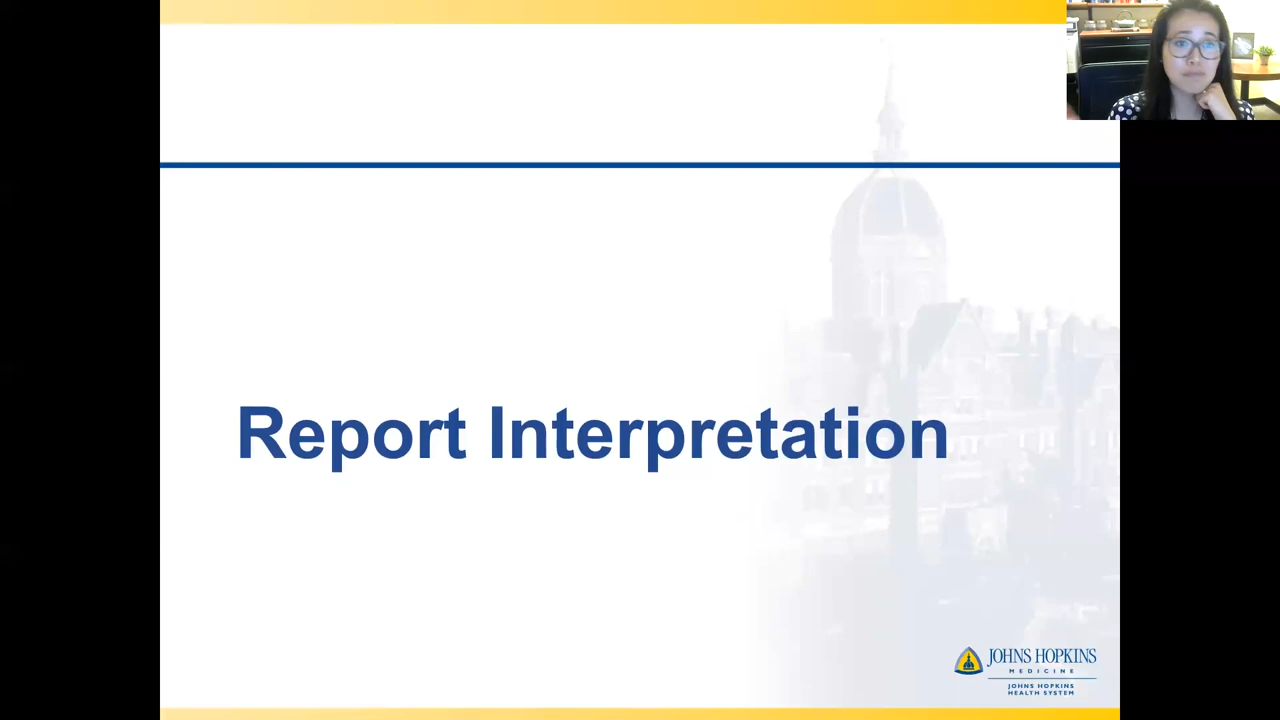 Report Interpretation
JOHNS HOPKINS
MEDICINE
JOHNS HOPKINS
HEALTH SYSTEM